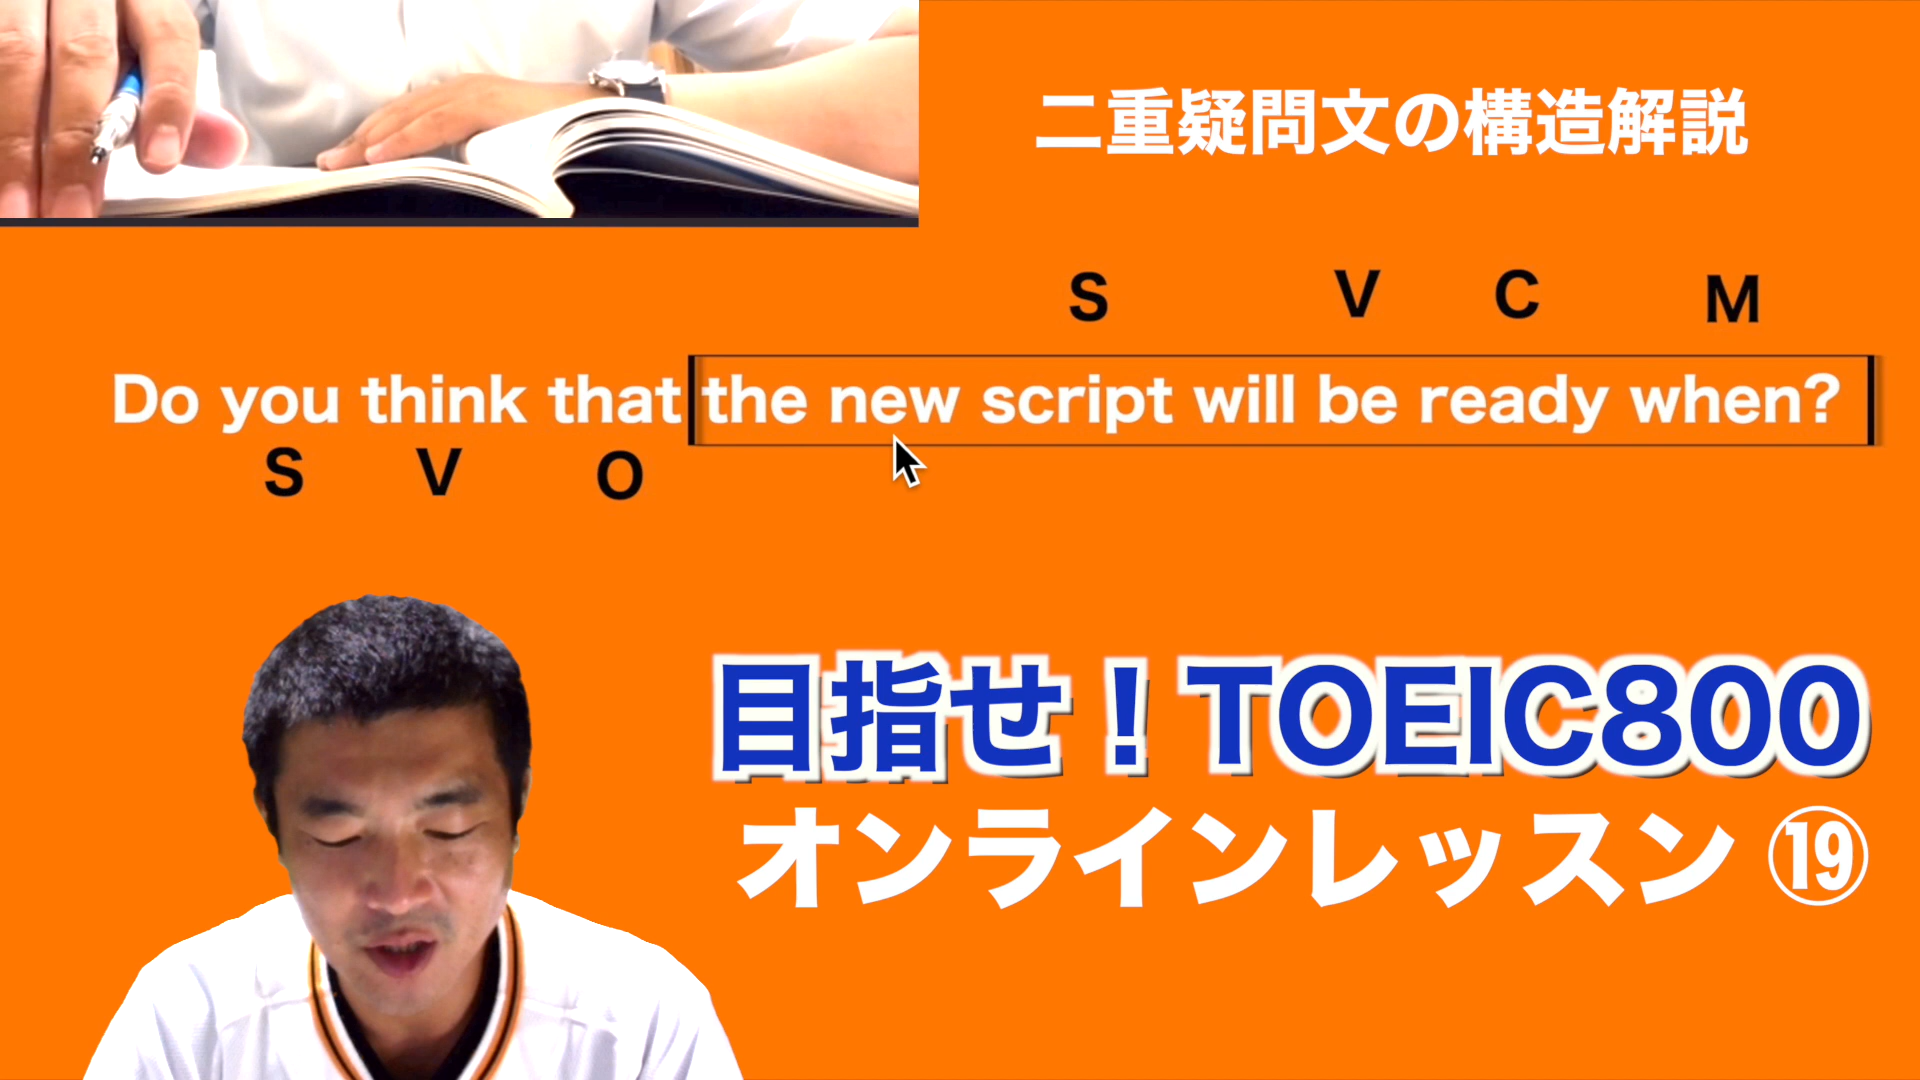 二重疑問文の構造解説
S V C M
Do you think that the new script will be ready when?
S V O
目指せ！TOEIC800
オンラインレッスン ⑲